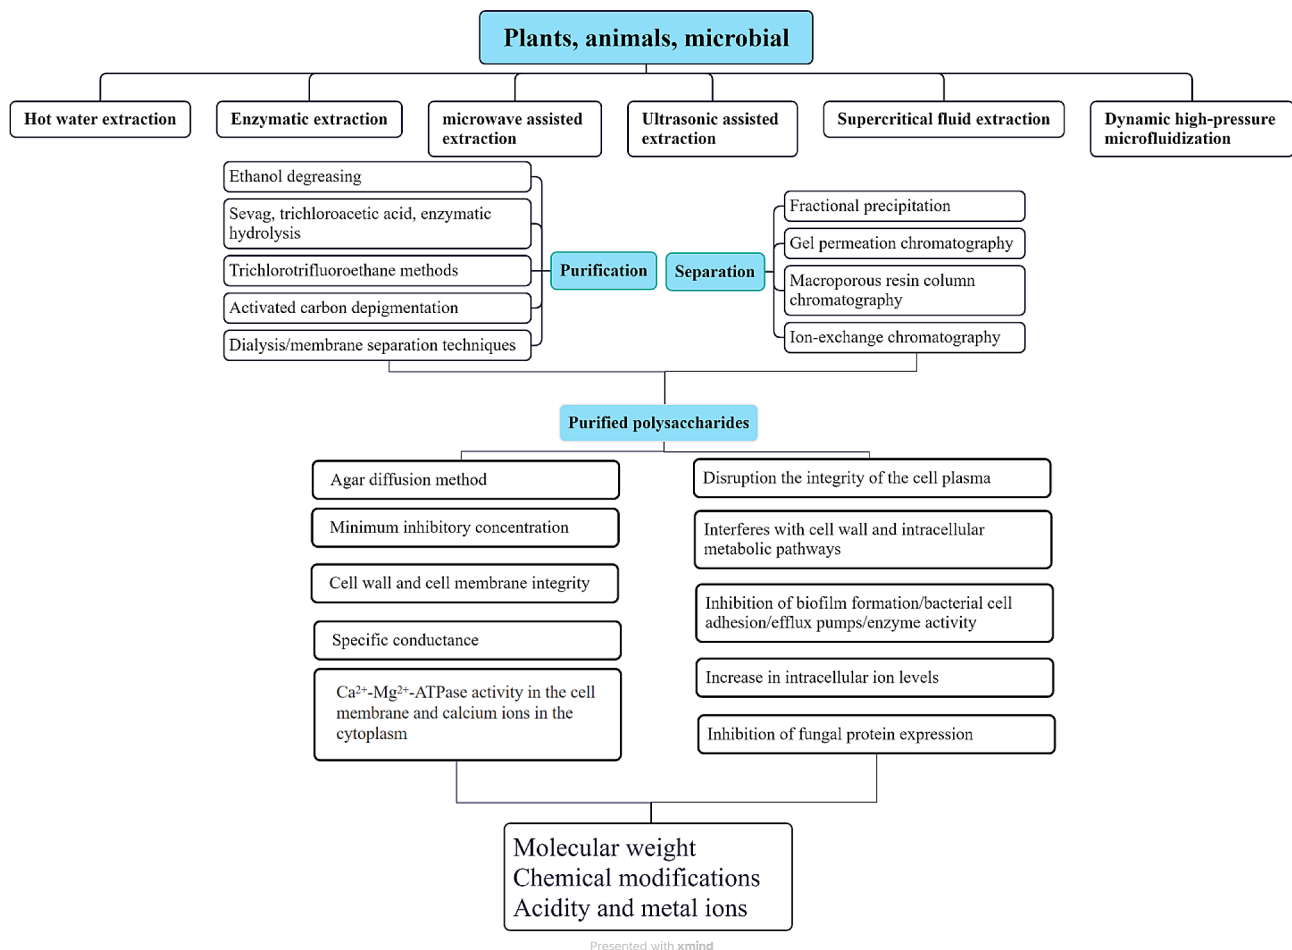 Plants, animals, microbial
Hot water extraction
Enzymatic extraction
microwave assisted
extraction
Ultrasonic assisted
extraction
Supercritical fluid extraction
Dynamic high-pressure
microfluidization
Ethanol degreasing
Sevag, trichloroacetic acid, enzymatic
hydrolysis
Trichlorotrifluoroethane methods
Activated carbon depigmentation
Dialysis/membrane separation techniques
Purification
Separation
Fractional precipitation
Gel permeation chromatography
Macroporous resin column
chromatography
Ion-exchange chromatography
Purified polysaccharides
Agar diffusion method
Minimum inhibitory concentration
Cell wall and cell membrane integrity
Specific conductance
Ca²⁺-Mg²⁺-ATPase activity in the cell
membrane and calcium ions in the
cytoplasm
Disruption the integrity of the cell plasma
Interferes with cell wall and intracellular
metabolic pathways
Inhibition of biofilm formation/bacterial cell
adhesion/efflux pumps/enzyme activity
Increase in intracellular ion levels
Inhibition of fungal protein expression
Molecular weight
Chemical modifications
Acidity and metal ions
Presented with xmind